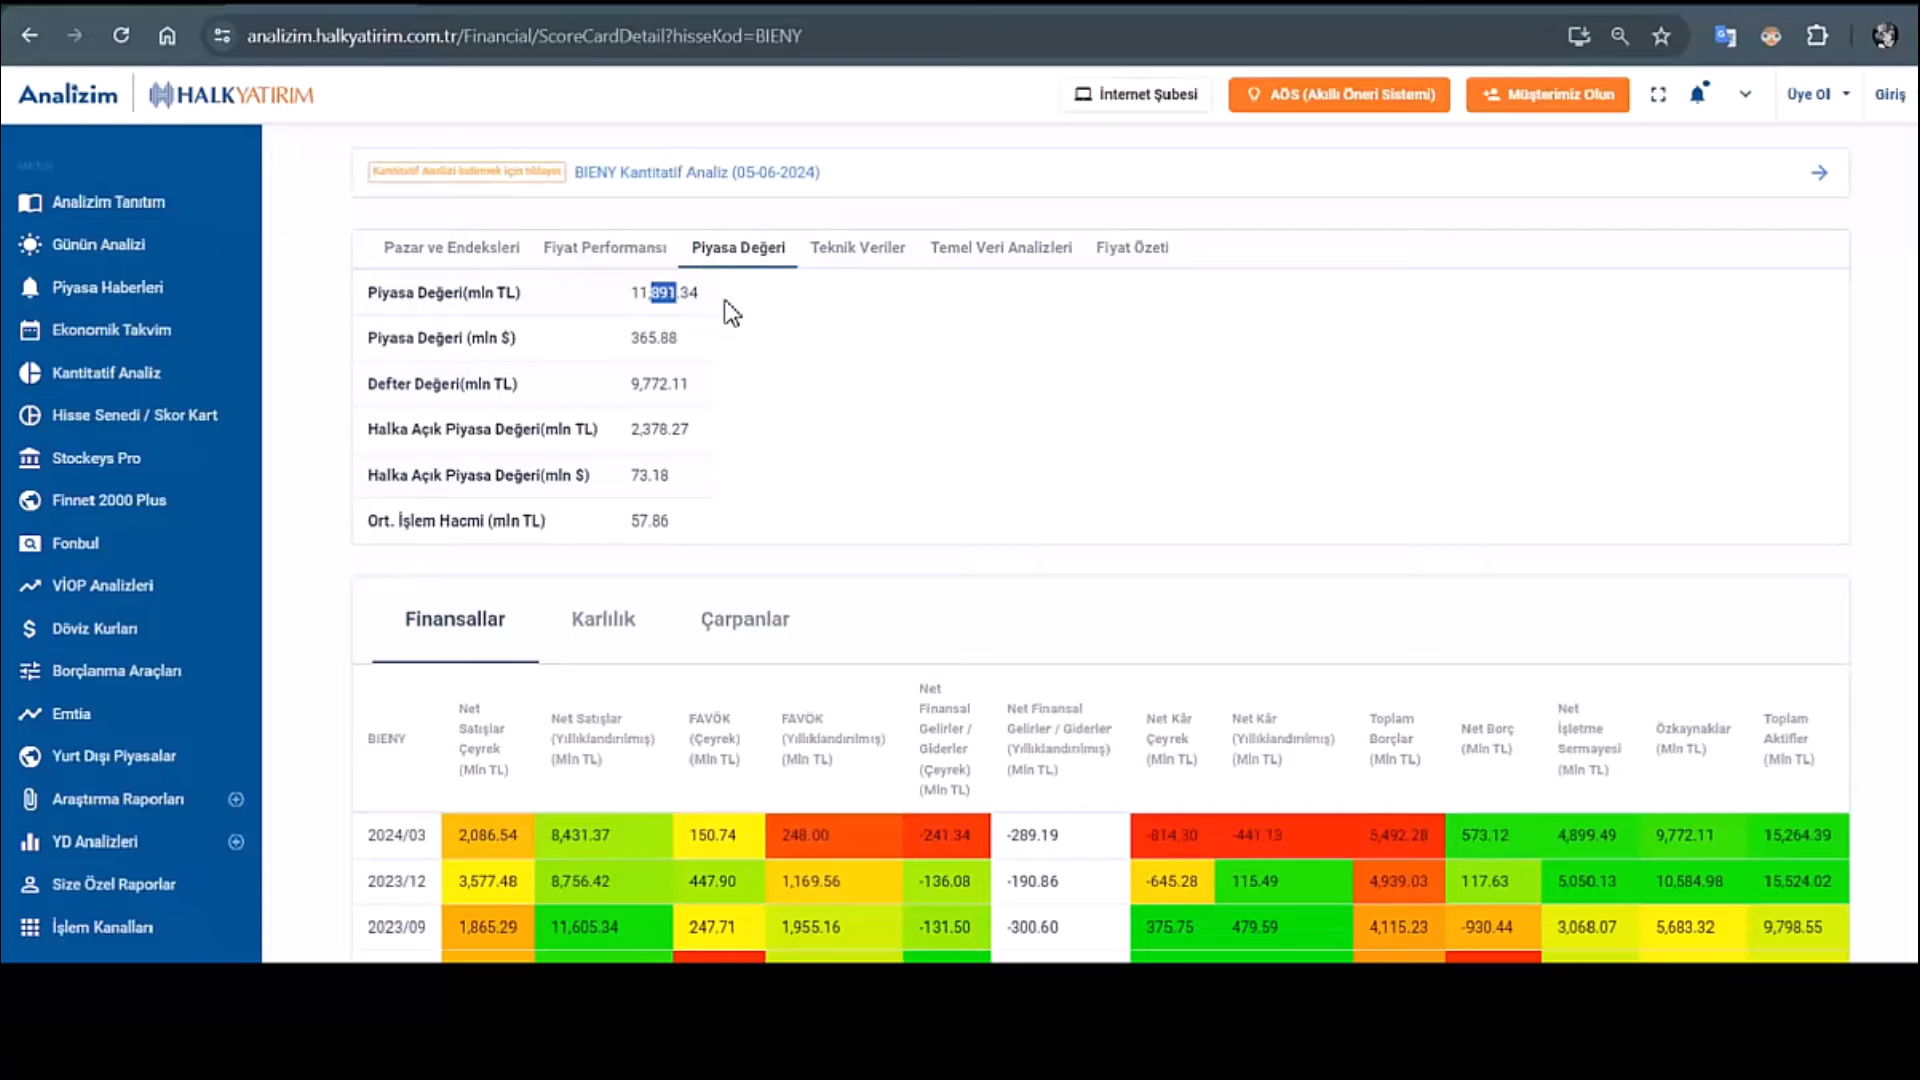 analizim.halkyatirim.com.tr/Financial/ScoreCardDetail?hisseKod=BIENY
Analizim
HALKYATIRIM
İnternet Şubesi
AÖS (Akıllı Öneri Sistemi)
Müşterimiz Olun
Üye Ol
Giriş
MENÜ
Analizim Tanıtım
Günün Analizi
Piyasa Haberleri
Ekonomik Takvim
Kantitatif Analiz
Hisse Senedi / Skor Kart
Stockeys Pro
Finnet 2000 Plus
Fonbul
VİOP Analizleri
Döviz Kurları
Borçlanma Araçları
Emtia
Yurt Dışı Piyasalar
Araştırma Raporları
YD Analizleri
Size Özel Raporlar
İşlem Kanalları
Kantitatif Analizi İndirmek için tıklayın
BIENY Kantitatif Analiz (05-06-2024)
Pazar ve Endeksleri Fiyat Performansı Piyasa Değeri Teknik Veriler Temel Veri Analizleri Fiyat Özeti
Piyasa Değeri(mln TL) 11,891.34
Piyasa Değeri (mln $) 365.88
Defter Değeri(mln TL) 9,772.11
Halka Açık Piyasa Değeri(mln TL) 2,378.27
Halka Açık Piyasa Değeri(mln $) 73.18
Ort. İşlem Hacmi (mln TL) 57.86
Finansallar Karlılık Çarpanlar
BIENY
Net
Satışlar
Çeyrek
(Mln TL)
Net Satışlar
(Yıllıklandırılmış)
(Mln TL)
FAVÖK
(Çeyrek)
(Mln TL)
FAVÖK
(Yıllıklandırılmış)
(Mln TL)
Net
Finansal
Gelirler /
Giderler
(Çeyrek)
(Mln TL)
Net Finansal
Gelirler / Giderler
(Yıllıklandırılmış)
(Mln TL)
Net Kâr
Çeyrek
(Mln TL)
Net Kâr
(Yıllıklandırılmış)
(Mln TL)
Toplam
Borçlar
(Mln TL)
Net Borç
(Mln TL)
Net
İşletme
Sermayesi
(Mln TL)
Özkaynaklar
(Mln TL)
Toplam
Aktifler
(Mln TL)
2024/03 2,086.54 8,431.37 150.74 248.00 -241.34 -289.19 -814.30 -441.13 5,492.28 573.12 4,899.49 9,772.11 15,264.39
2023/12 3,577.48 8,756.42 447.90 1,169.56 -136.08 -190.86 -645.28 115.49 4,939.03 117.63 5,050.13 10,584.98 15,524.02
2023/09 1,865.29 11,605.34 247.71 1,955.16 -131.50 -300.60 375.75 479.59 4,115.23 -930.44 3,068.07 5,683.32 9,798.55